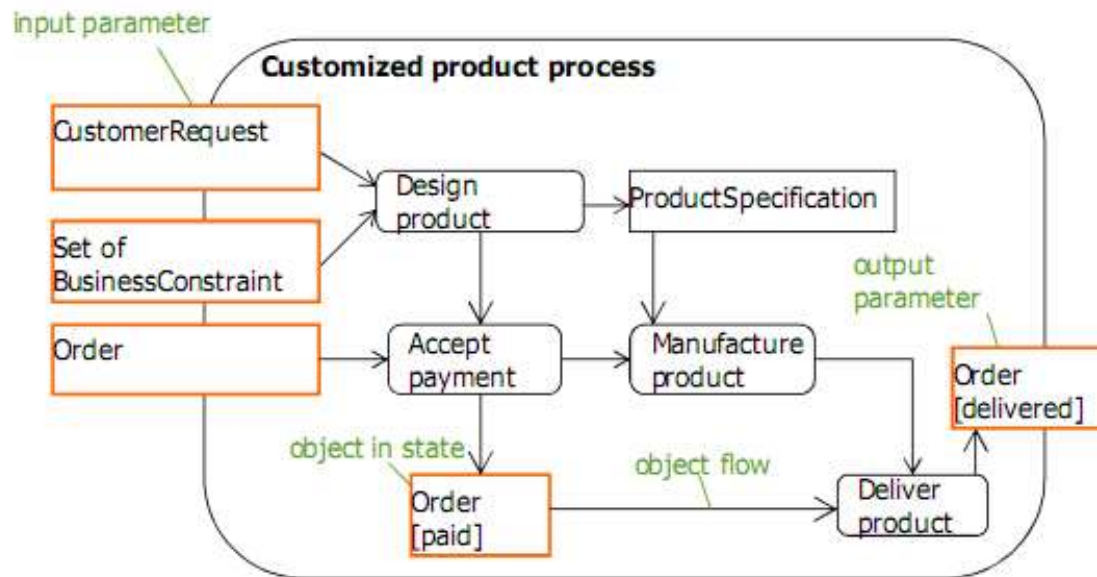 input parameter
Customized product process
CustomerRequest
Design
product
ProductSpecification
Set of
BusinessConstraint
output
parameter
Order
Accept
payment
Manufacture
product
Order
[delivered]
object in state
object flow
Order
[paid]
Deliver
product